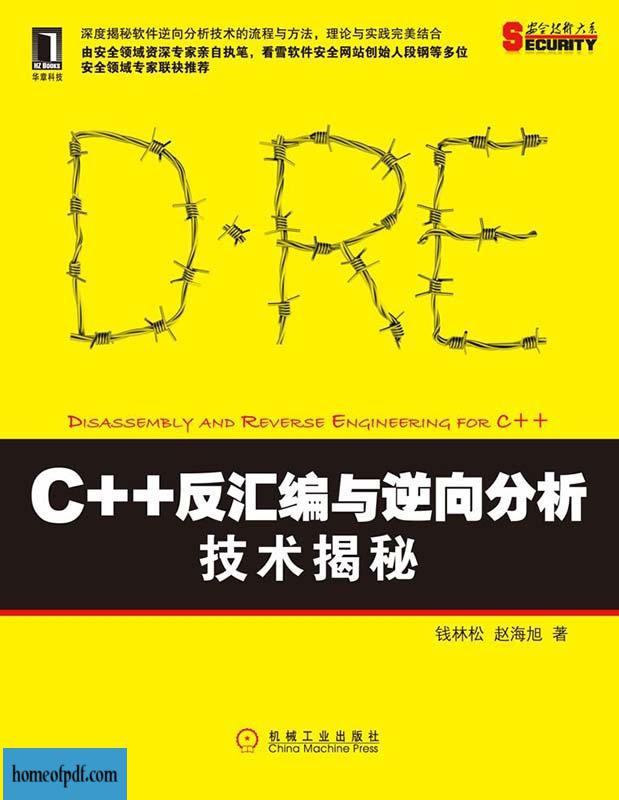 HZ BOOKS
华章科技
深度揭秘软件逆向分析技术的流程与方法，理论与实践完美结合
由安全领域资深专家亲自执笔，看雪软件安全网站创始人段钢等多位
安全领域专家联袂推荐
安全技术大系
SECURITY
D·RE
DISASSEMBLY AND REVERSE ENGINEERING FOR C++
C++反汇编与逆向分析
技术揭秘
钱林松 赵海旭 著
机械工业出版社
China Machine Press
homeofpdf.com